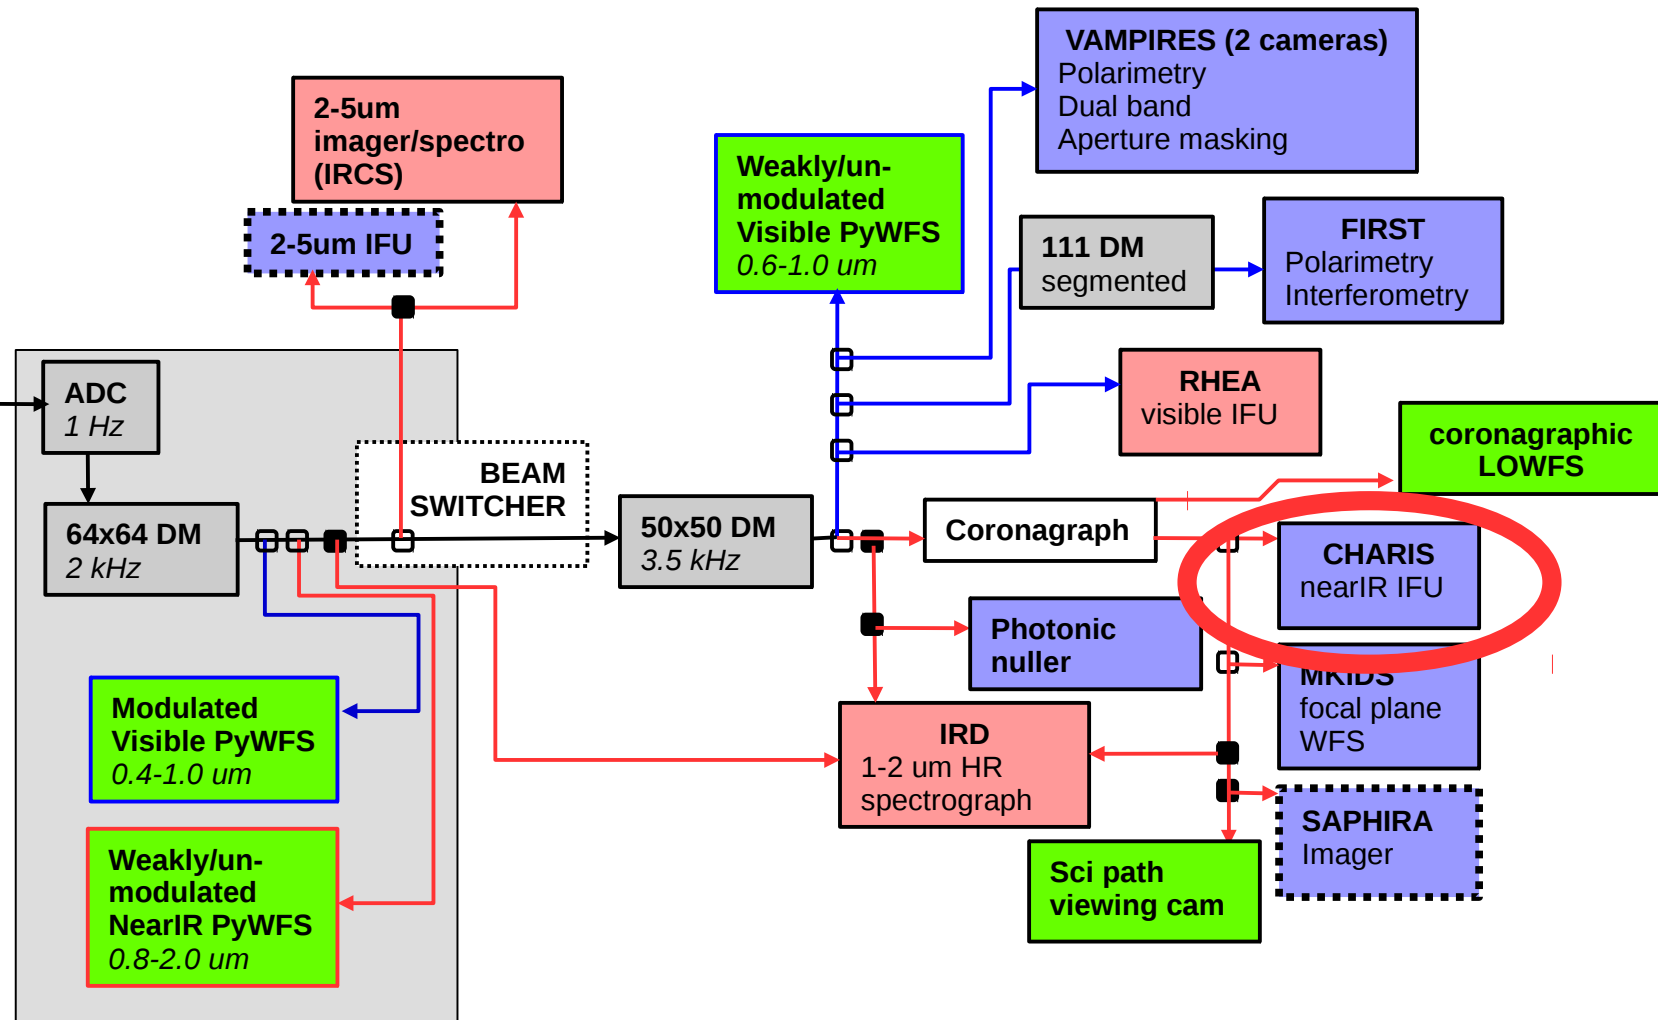 VAMPIRES (2 cameras)
Polarimetry
Dual band
Aperture masking
2-5um
imager/spectro
(IRCS)
2-5um IFU
Weakly/un-
modulated
Visible PyWFS
0.6-1.0 um
111 DM
segmented
FIRST
Polarimetry
Interferometry
ADC
1 Hz
RHEA
visible IFU
coronagraphic
LOWFS
BEAM
SWITCHER
64x64 DM
2 kHz
50x50 DM
3.5 kHz
Coronagraph
CHARIS
nearIR IFU
Photonic
nuller
MKIDS
focal plane
WFS
Modulated
Visible PyWFS
0.4-1.0 um
IRD
1-2 um HR
spectrograph
SAPHIRA
Imager
Weakly/un-
modulated
NearIR PyWFS
0.8-2.0 um
Sci path
viewing cam